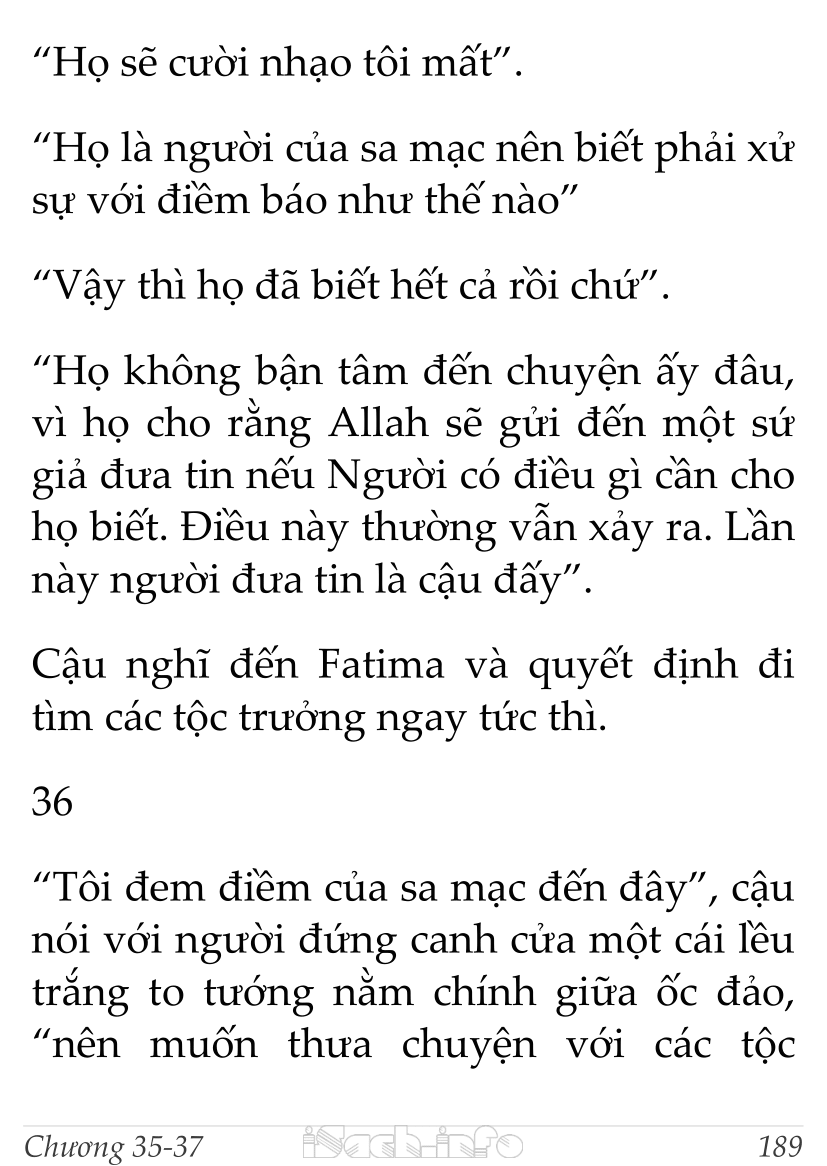 “Họ sẽ cười nhạo tôi mất”.
“Họ là người của sa mạc nên biết phải xử
sự với điềm báo như thế nào”
“Vậy thì họ đã biết hết cả rồi chứ”.
“Họ không bận tâm đến chuyện ấy đâu,
vì họ cho rằng Allah sẽ gửi đến một sứ
giả đưa tin nếu Người có điều gì cần cho
họ biết. Điều này thường vẫn xảy ra. Lần
này người đưa tin là cậu đấy”.
Cậu nghĩ đến Fatima và quyết định đi
tìm các tộc trưởng ngay tức thì.
36
“Tôi đem điềm của sa mạc đến đây”, cậu
nói với người đứng canh cửa một cái lều
trắng to tướng nằm chính giữa ốc đảo,
“nên muốn thưa chuyện với các tộc
Chương 35-37 iSach.info 189